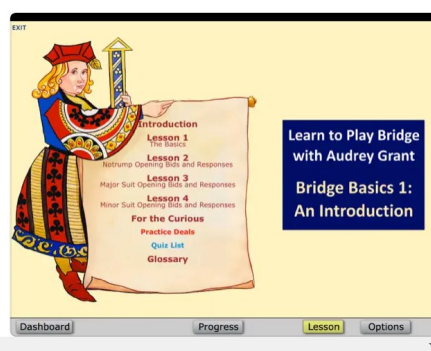 EXIT
Introduction
Lesson 1
The Basics
Lesson 2
Notrump Opening Bids and Responses
Lesson 3
Major Suit Opening Bids and Responses
Lesson 4
Minor Suit Opening Bids and Responses
For the Curious
Practice Deals
Quiz List
Glossary
Learn to Play Bridge
with Audrey Grant
Bridge Basics 1:
An Introduction
Dashboard
Progress
Lesson
Options